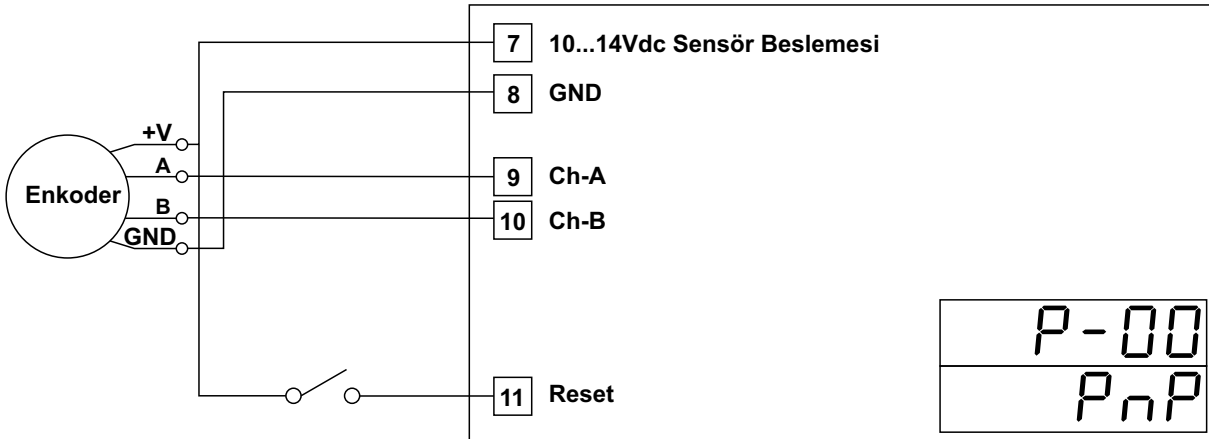 7 10...14Vdc Sensör Beslemesi
8 GND
+V
A
9 Ch-A
Enkoder
B
10 Ch-B
GND
P-00
PnP
11 Reset